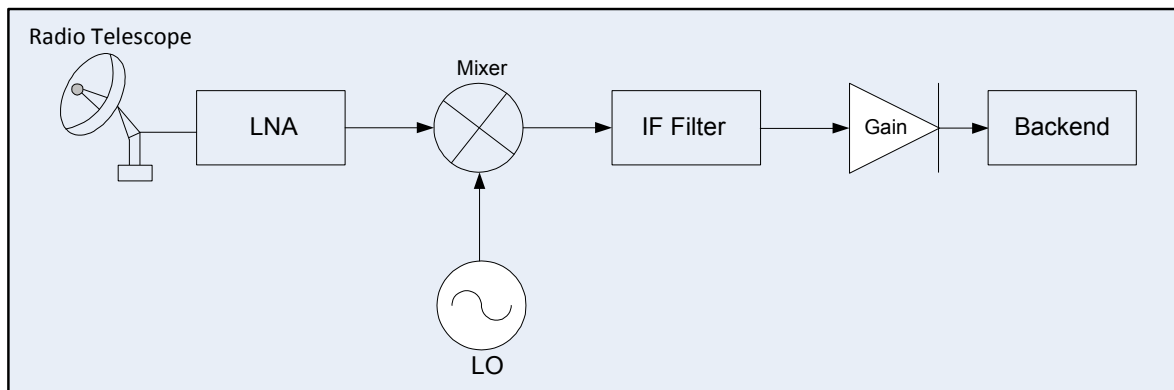 Radio Telescope
Mixer
LNA
IF Filter
Gain
Backend
LO